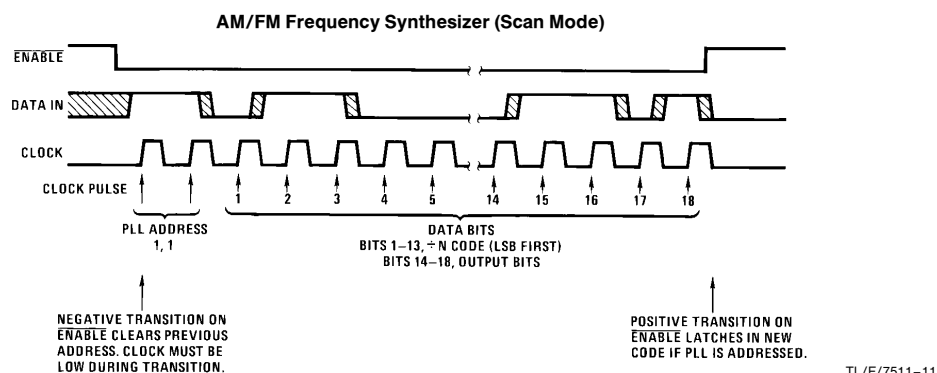 AM/FM Frequency Synthesizer (Scan Mode)
ENABLE
DATA IN
CLOCK
CLOCK PULSE
1 2 3 4 5 14 15 16 17 18
PLL ADDRESS
1, 1
DATA BITS
BITS 1–13, ÷ N CODE (LSB FIRST)
BITS 14–18, OUTPUT BITS
NEGATIVE TRANSITION ON
ENABLE CLEARS PREVIOUS
ADDRESS. CLOCK MUST BE
LOW DURING TRANSITION.
POSITIVE TRANSITION ON
ENABLE LATCHES IN NEW
CODE IF PLL IS ADDRESSED.
TL/F/7511–11